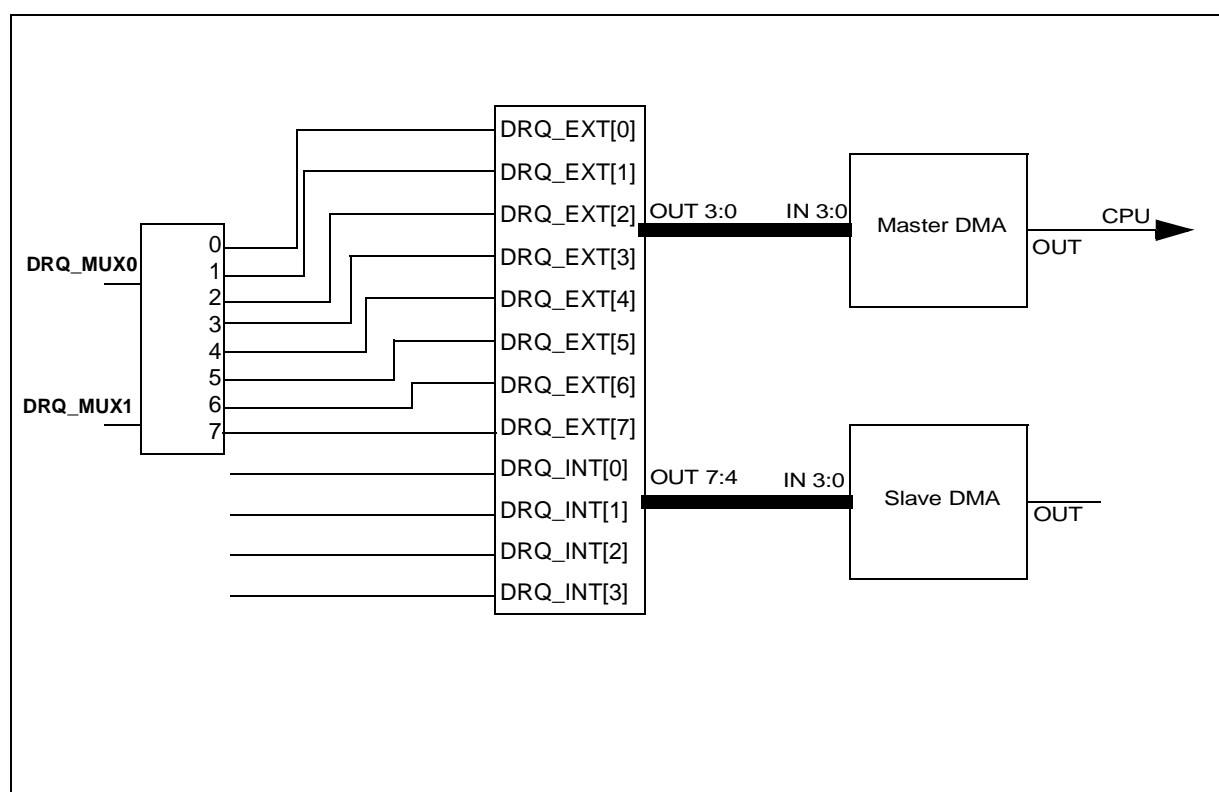 DRQ_MUX0
DRQ_MUX1
0
1
2
3
4
5
6
7
DRQ_EXT[0]
DRQ_EXT[1]
DRQ_EXT[2]
DRQ_EXT[3]
DRQ_EXT[4]
DRQ_EXT[5]
DRQ_EXT[6]
DRQ_EXT[7]
DRQ_INT[0]
DRQ_INT[1]
DRQ_INT[2]
DRQ_INT[3]
OUT 3:0
IN 3:0
Master DMA
OUT
CPU
OUT 7:4
IN 3:0
Slave DMA
OUT